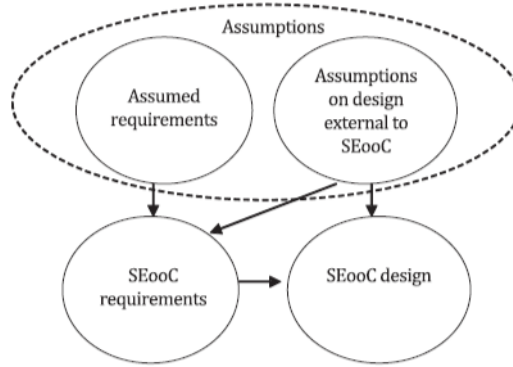 Assumptions
Assumed
requirements
Assumptions
on design
external to
SEooC
SEooC
requirements
SEooC design